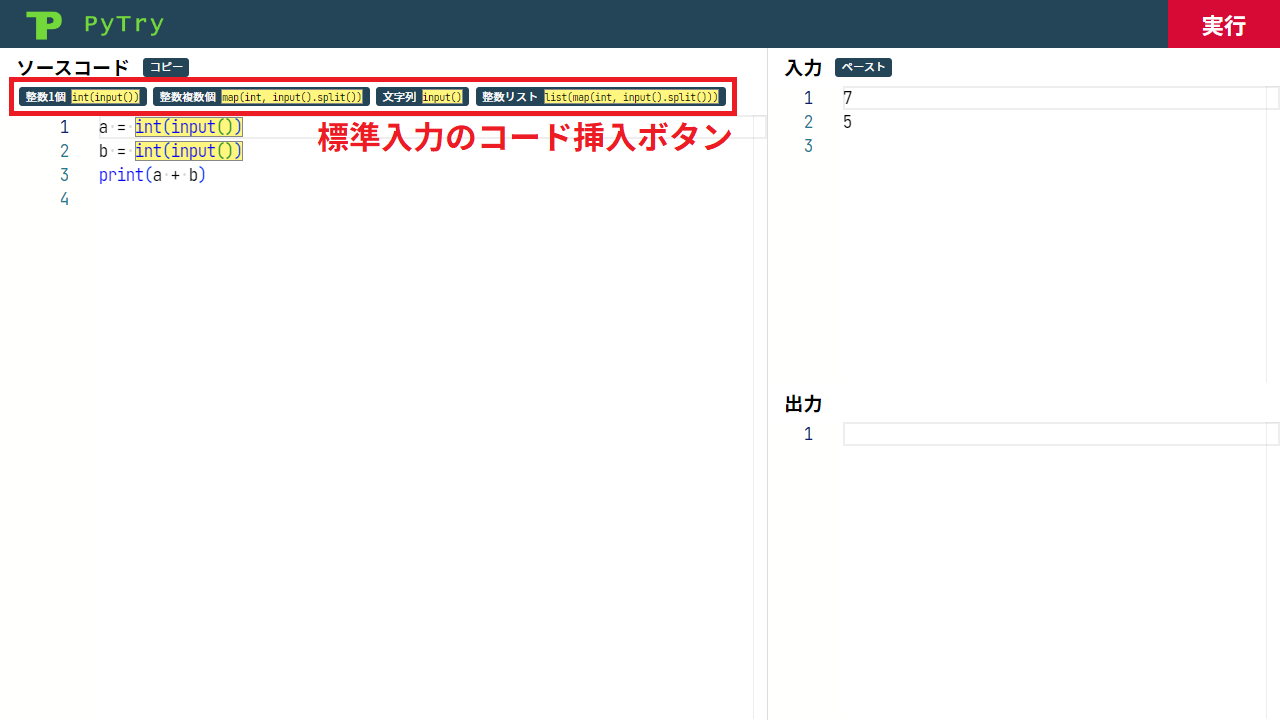 TP PyTry 実行
ソースコード コピー
整数1個 int(input()) 整数複数個 map(int, input().split()) 文字列 input() 整数リスト list(map(int, input().split()))
標準入力のコード挿入ボタン
1 a = int(input())
2 b = int(input())
3 print(a + b)
4
入力 ペースト
1 7
2 5
3
出力
1